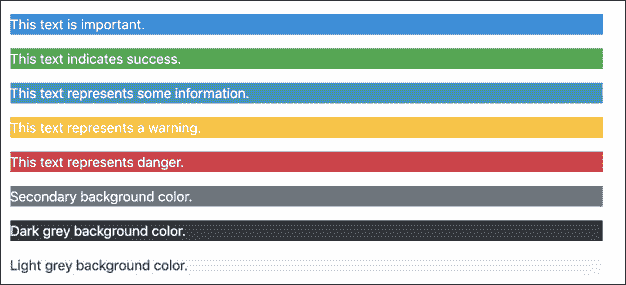 This text is important.
This text indicates success.
This text represents some information.
This text represents a warning.
This text represents danger.
Secondary background color.
Dark grey background color.
Light grey background color.